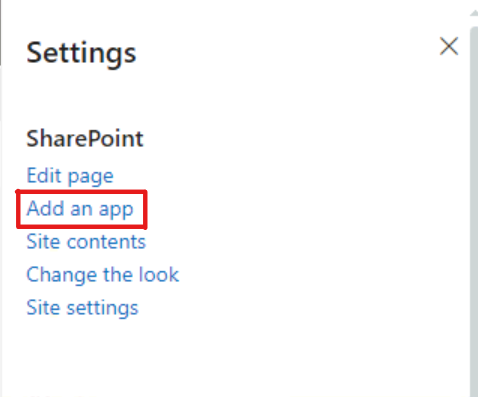 Settings
SharePoint
Edit page
Add an app
Site contents
Change the look
Site settings